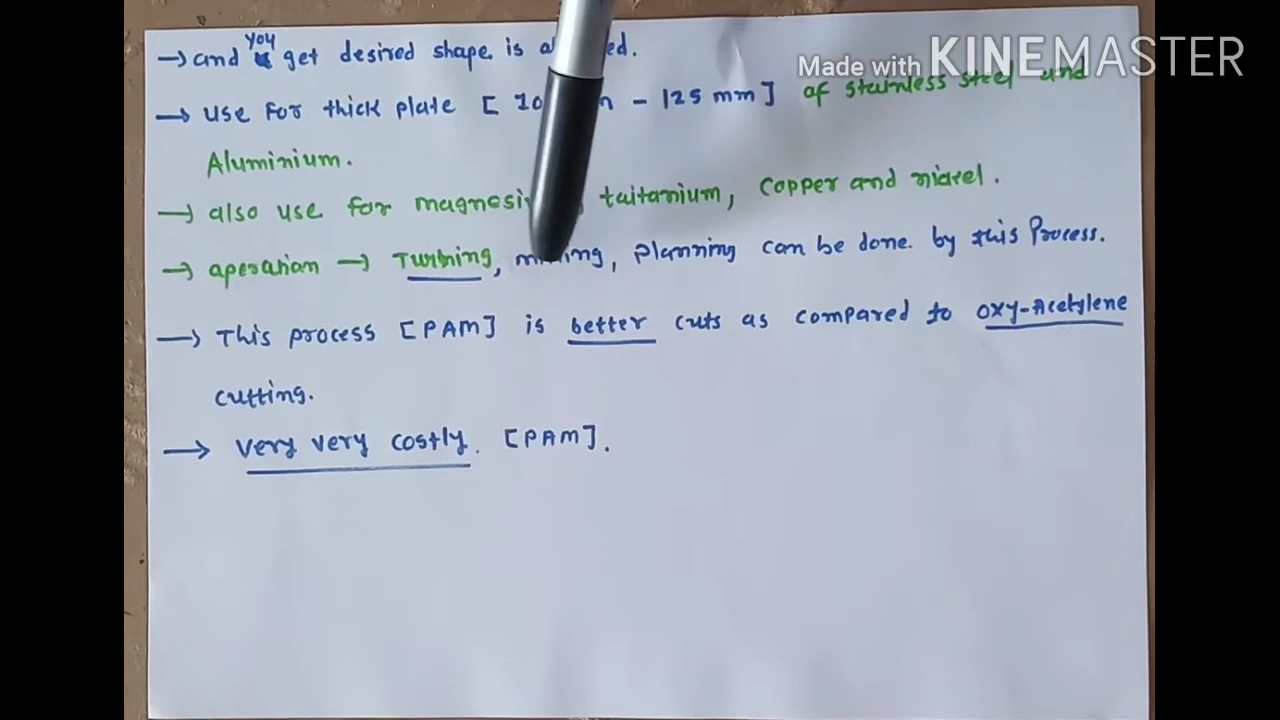 Made with KINEMASTER
→ and you get desired shape is
→ Use For thick plate [ - 125 mm] of stainless steel and
Aluminium.
→ also use for taitanium, copper and nickel.
→ operation → Turning, planning can be done. by this Process.
→ This process [PAM] is better cuts as compared to oxy-Acetylene
cutting.
→ very very costly. [PAM].